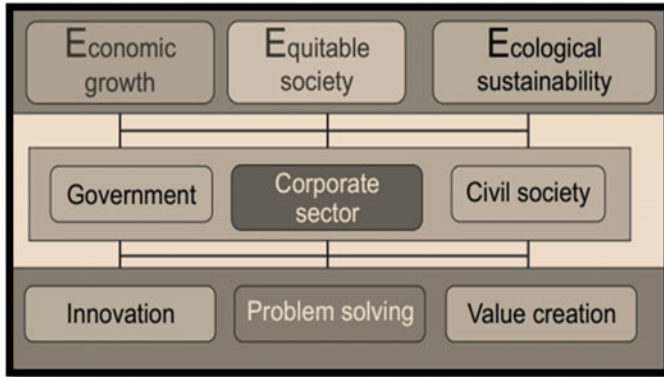 Economic growth
Equitable society
Ecological sustainability
Government
Corporate sector
Civil society
Innovation
Problem solving
Value creation